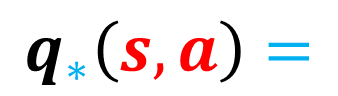 q*(s,a) =